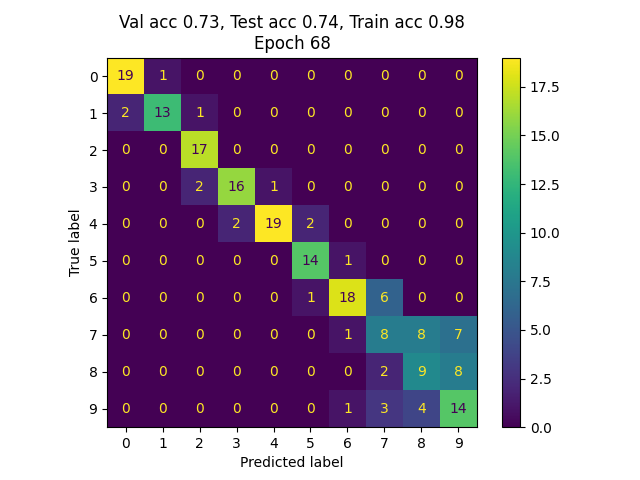 Val acc 0.73, Test acc 0.74, Train acc 0.98
Epoch 68
0 19 1 0 0 0 0 0 0 0 0
1 2 13 1 0 0 0 0 0 0 0
2 0 0 17 0 0 0 0 0 0 0
3 0 0 2 16 1 0 0 0 0 0
4 0 0 0 2 19 2 0 0 0 0
5 0 0 0 0 0 14 1 0 0 0
6 0 0 0 0 0 1 18 6 0 0
7 0 0 0 0 0 0 1 8 8 7
8 0 0 0 0 0 0 0 2 9 8
9 0 0 0 0 0 0 1 3 4 14
0 1 2 3 4 5 6 7 8 9
Predicted label
True label
17.5
15.0
12.5
10.0
7.5
5.0
2.5
0.0